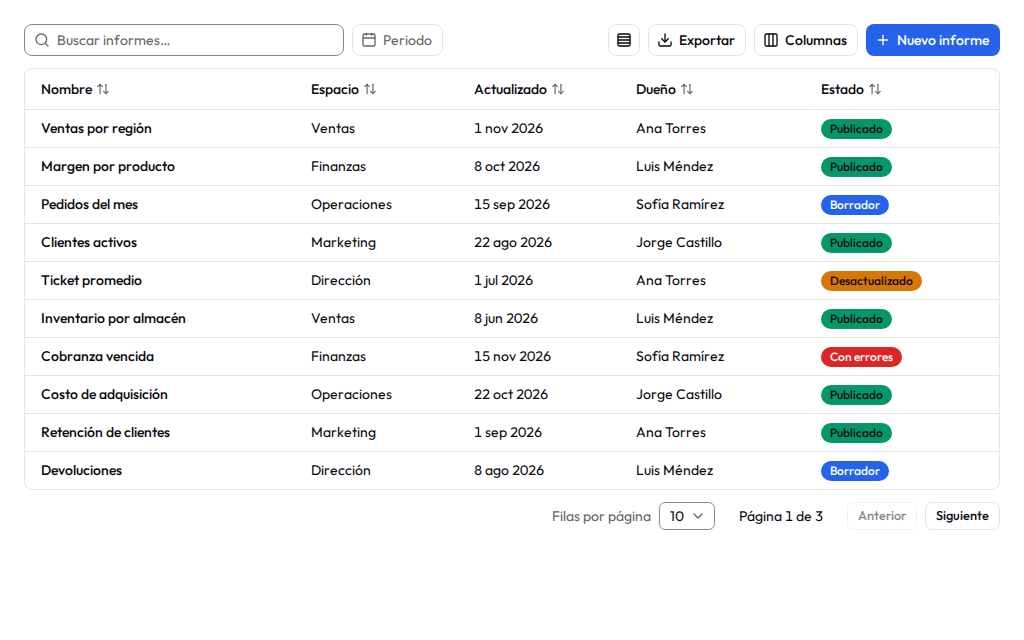 Buscar informes… Periodo Exportar Columnas Nuevo informe
Nombre Espacio Actualizado Dueño Estado
Ventas por región Ventas 1 nov 2026 Ana Torres Publicado
Margen por producto Finanzas 8 oct 2026 Luis Méndez Publicado
Pedidos del mes Operaciones 15 sep 2026 Sofía Ramírez Borrador
Clientes activos Marketing 22 ago 2026 Jorge Castillo Publicado
Ticket promedio Dirección 1 jul 2026 Ana Torres Desactualizado
Inventario por almacén Ventas 8 jun 2026 Luis Méndez Publicado
Cobranza vencida Finanzas 15 nov 2026 Sofía Ramírez Con errores
Costo de adquisición Operaciones 22 oct 2026 Jorge Castillo Publicado
Retención de clientes Marketing 1 sep 2026 Ana Torres Publicado
Devoluciones Dirección 8 ago 2026 Luis Méndez Borrador
Filas por página 10 Página 1 de 3 Anterior Siguiente